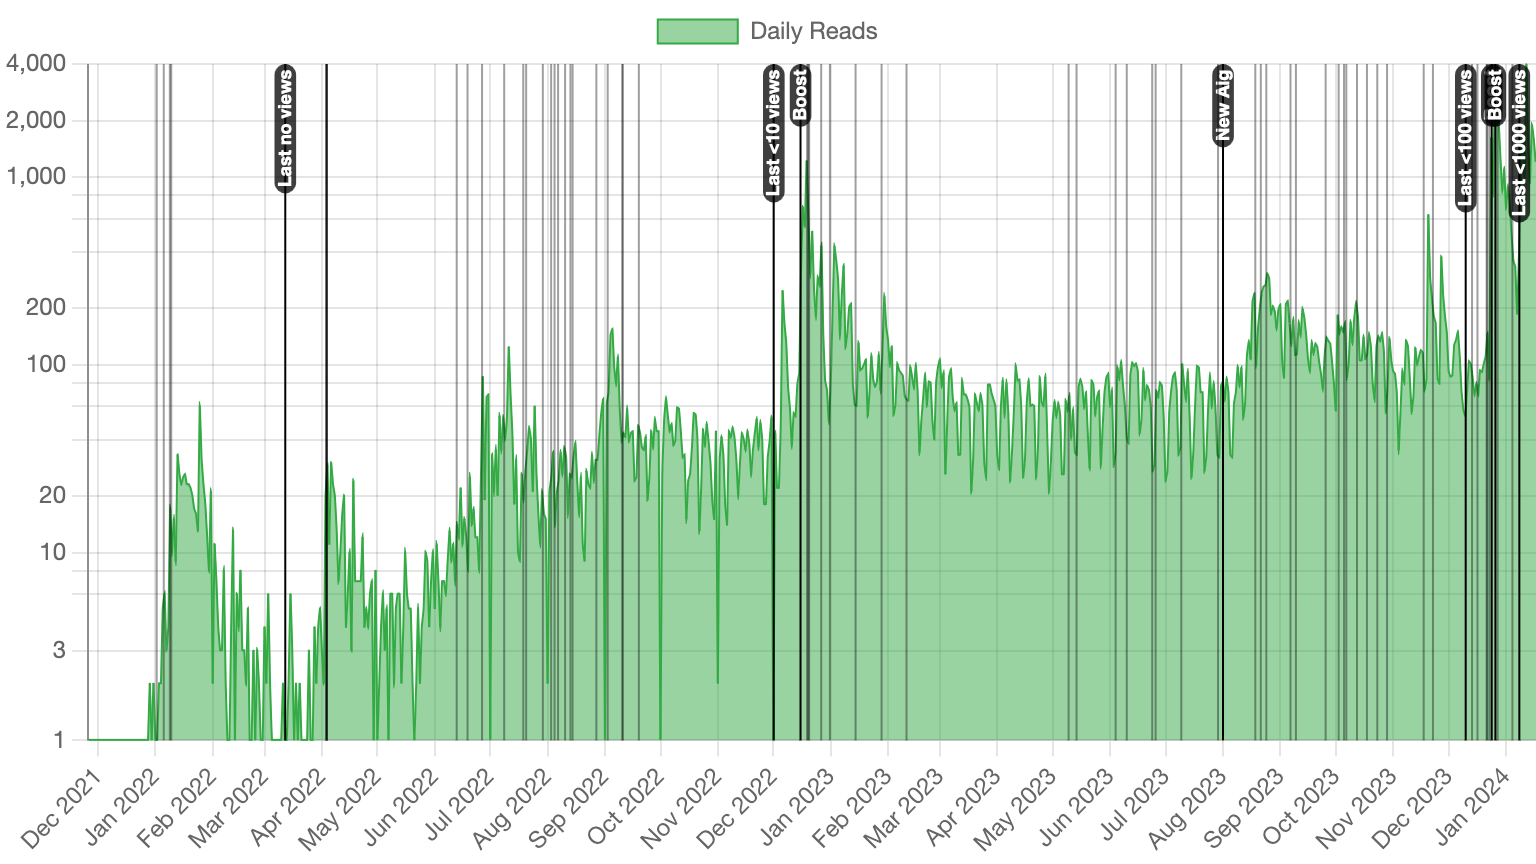 Daily Reads
4,000
2,000
1,000
200
100
20
10
3
1
Last no views
Last <10 views
Boost
New Alg
Last <100 views
Boost
Last <1000 views
Dec 2021
Jan 2022
Feb 2022
Mar 2022
Apr 2022
May 2022
Jun 2022
Jul 2022
Aug 2022
Sep 2022
Oct 2022
Nov 2022
Dec 2022
Jan 2023
Feb 2023
Mar 2023
Apr 2023
May 2023
Jun 2023
Jul 2023
Aug 2023
Sep 2023
Oct 2023
Nov 2023
Dec 2023
Jan 2024